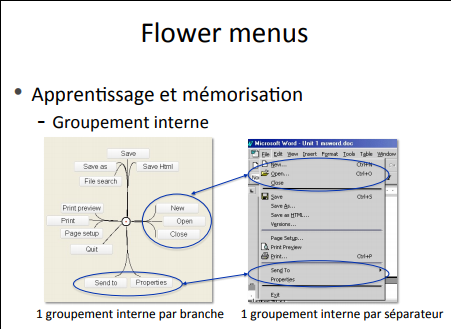 Flower menus
• Apprentissage et mémorisation
– Groupement interne
Save
Save as
Save Html
File search
Print preview
Print
Page setup
Quit
New
Open
Close
Send to
Properties
Microsoft Word - Unit 1 moword.doc
File Edit View Insert Format Tools Table Window
New... Ctrl+N
Open... Ctrl+O
Close
Save Ctrl+S
Save As...
Save as HTML...
Versions...
Page Setup...
Print Preview
Print... Ctrl+P
Send To
Properties
Exit
1 groupement interne par branche
1 groupement interne par séparateur